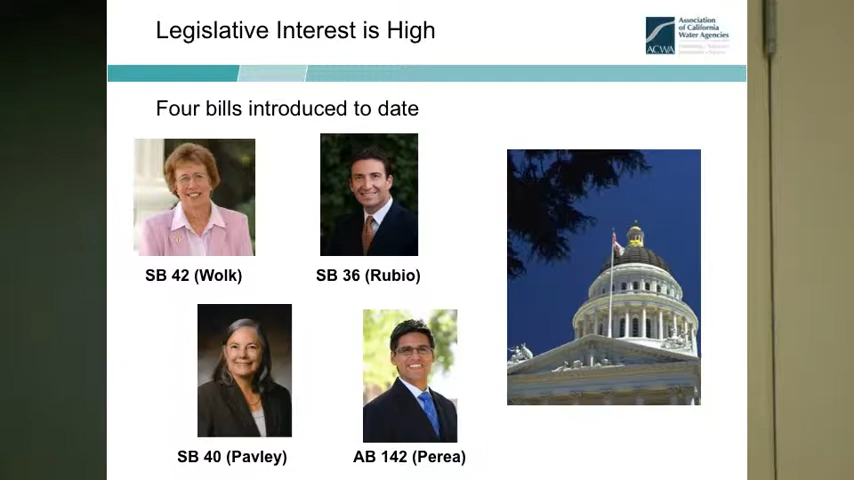 Legislative Interest is High
Association
of California
Water Agencies
ACWA
Four bills introduced to date
SB 42 (Wolk)
SB 36 (Rubio)
SB 40 (Pavley)
AB 142 (Perea)